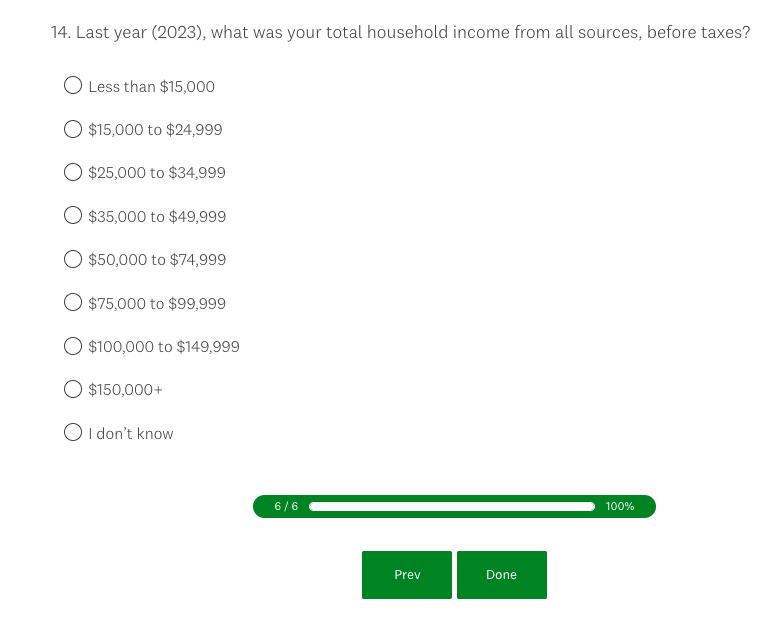 14. Last year (2023), what was your total household income from all sources, before taxes?
Less than $15,000
$15,000 to $24,999
$25,000 to $34,999
$35,000 to $49,999
$50,000 to $74,999
$75,000 to $99,999
$100,000 to $149,999
$150,000+
I don’t know
6 / 6 100%
Prev Done